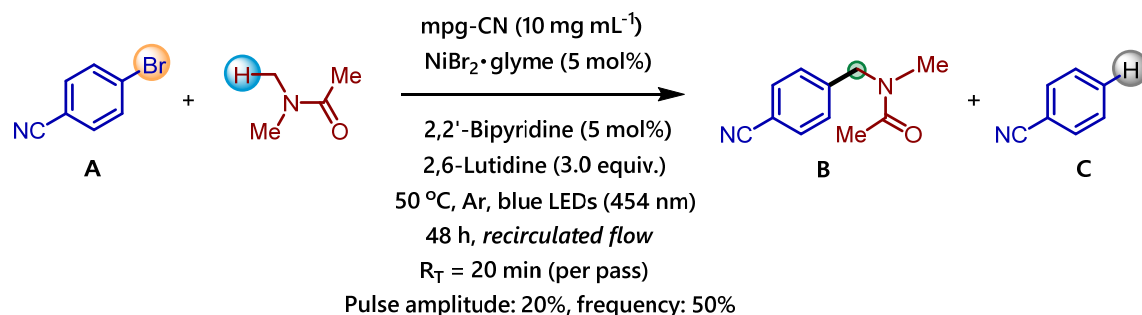 mpg-CN (10 mg mL-1)
NiBr2•glyme (5 mol%)
Br
NC
A
+
H
N
Me
Me
O
2,2'-Bipyridine (5 mol%)
2,6-Lutidine (3.0 equiv.)
50 oC, Ar, blue LEDs (454 nm)
48 h, recirculated flow
RT = 20 min (per pass)
Pulse amplitude: 20%, frequency: 50%
NC
N
Me
Me
O
B
+
H
NC
C